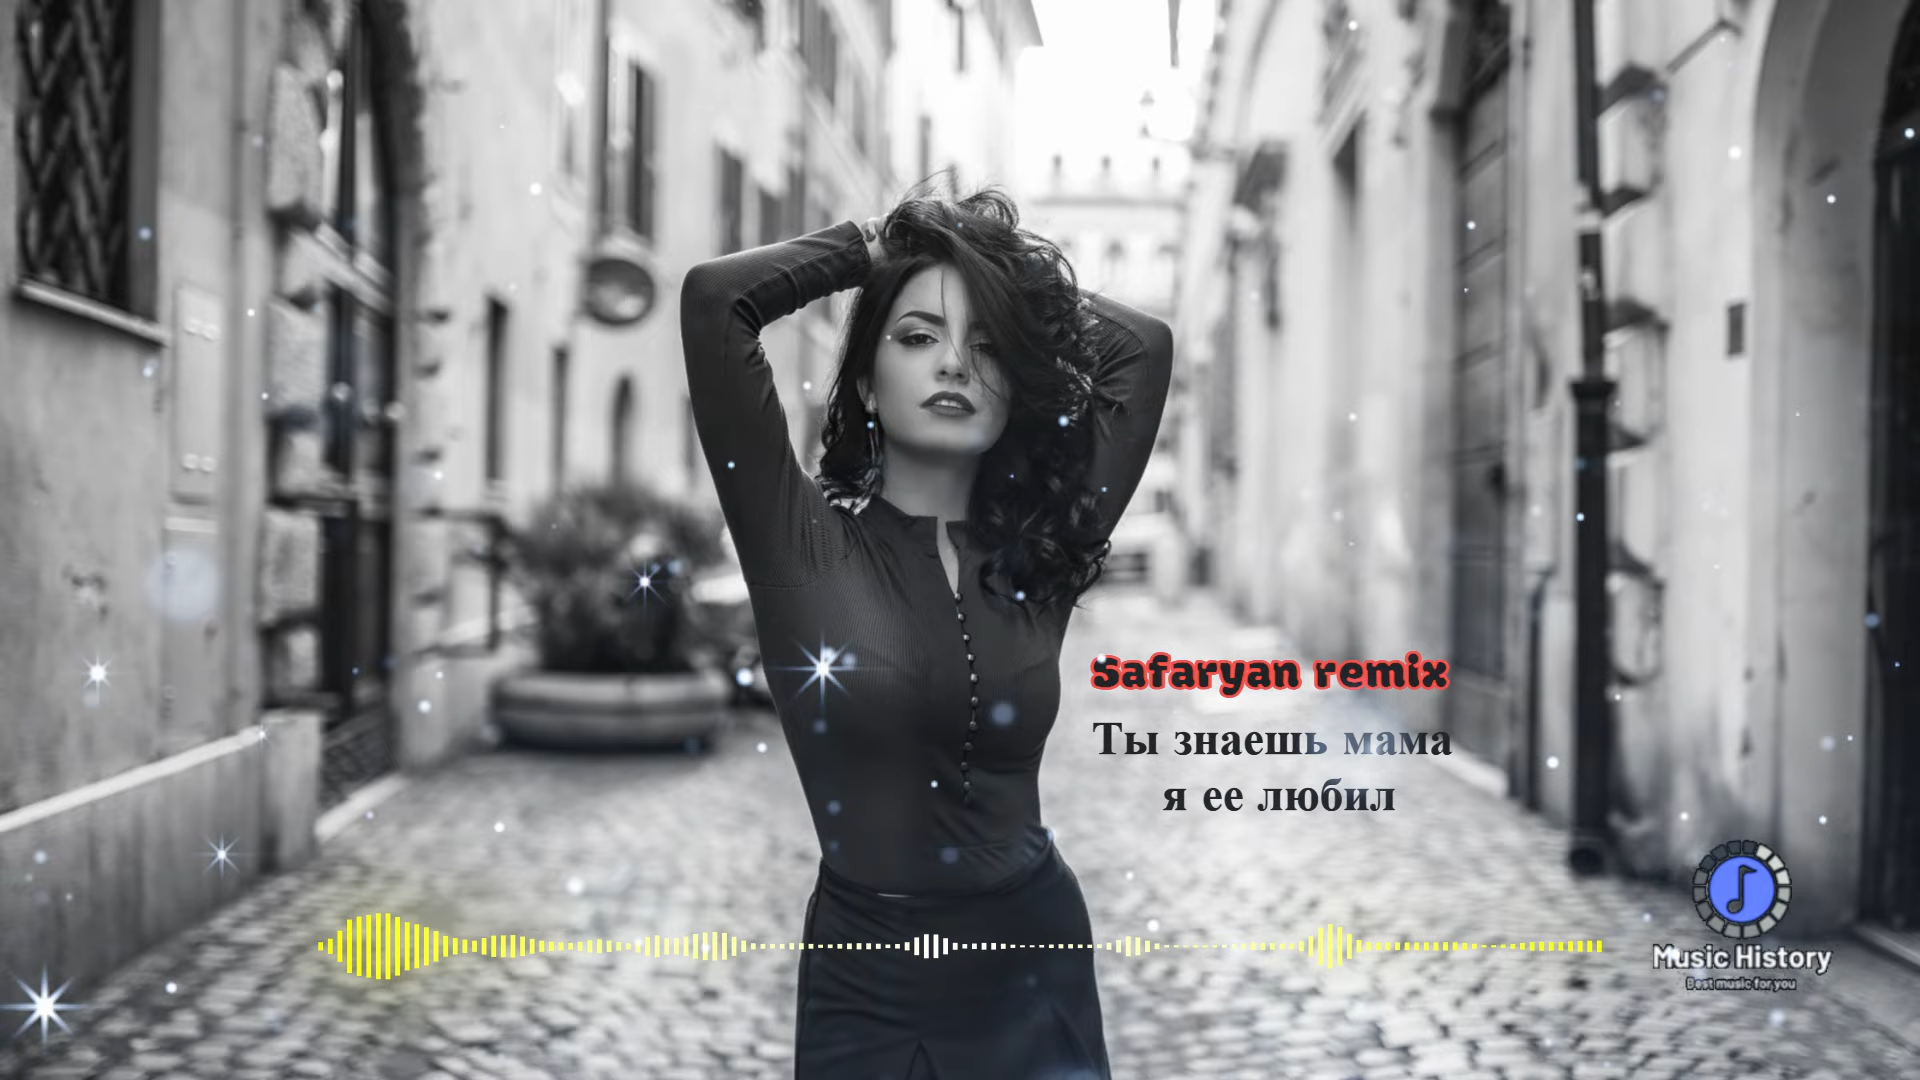 Safaryan remix
Ты знаешь мама
я ее любил
Music History
Best music for you